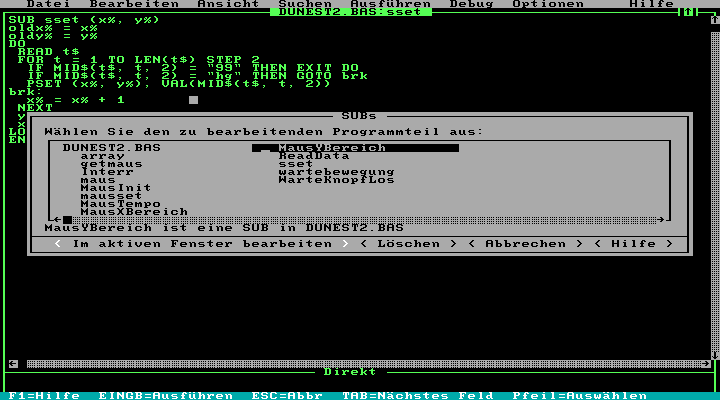 Datei Bearbeiten Ansicht Suchen Ausführen Debug Optionen Hilfe
DUNEST2.BAS:sset
SUB sset (x%, y%)
oldx% = x%
oldy% = y%
DO
READ t$
FOR t = 1 TO LEN(t$) STEP 2
IF MID$(t$, t, 2) = "99" THEN EXIT DO
IF MID$(t$, t, 2) = "hg" THEN GOTO brk
PSET (x%, y%), VAL(MID$(t$, t, 2))
brk:
x% = x% + 1
NEXT
y
x
LO
EN
SUBs
Wählen Sie den zu bearbeitenden Programmteil aus:
DUNEST2.BAS MausYBereich
array ReadData
getmaus sset
Interr wartebewegung
maus WarteKnopfLos
MausInit
mausset
MausTempo
MausXBereich
MausYBereich ist eine SUB in DUNEST2.BAS
< Im aktiven Fenster bearbeiten > < Löschen > < Abbrechen > < Hilfe >
Direkt
F1=Hilfe EINGB=Ausführen ESC=Abbr TAB=Nächstes Feld Pfeil=Auswählen